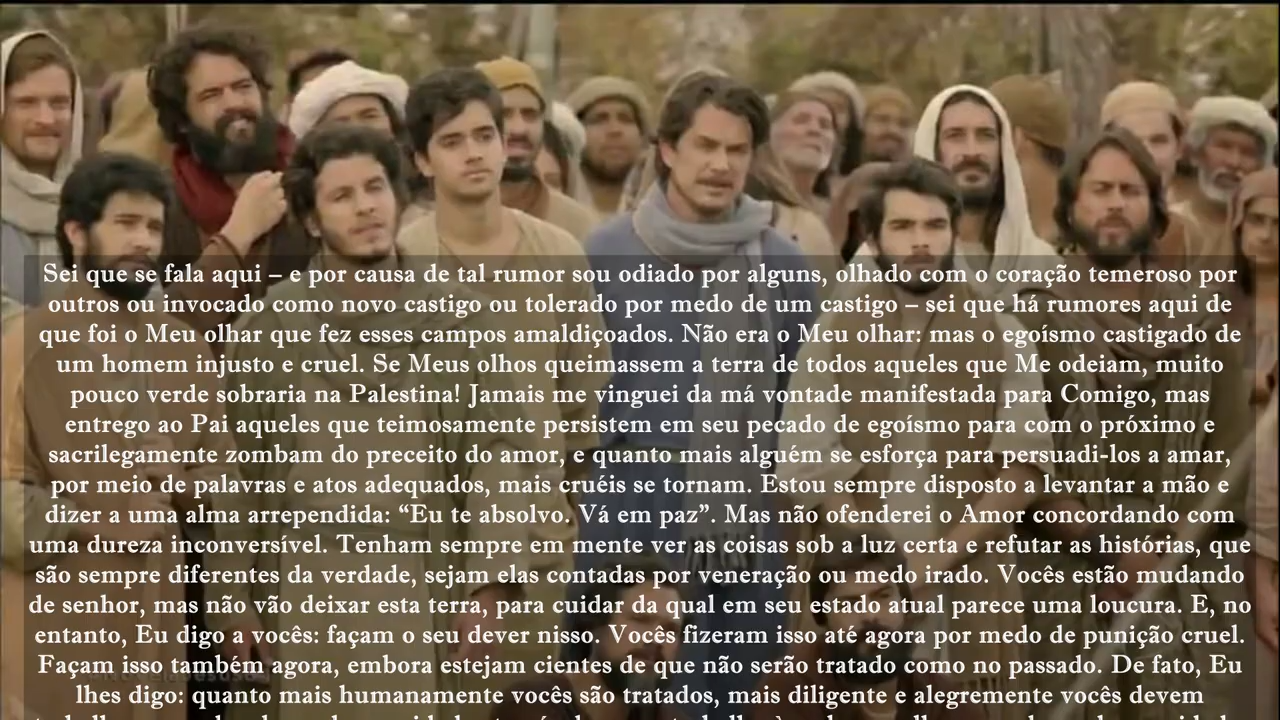 Sei que se fala aqui – e por causa de tal rumor sou odiado por alguns, olhado com o coração temeroso por
outros ou invocado como novo castigo ou tolerado por medo de um castigo – sei que há rumores aqui de
que foi o Meu olhar que fez esses campos amaldiçoados. Não era o Meu olhar: mas o egoísmo castigado de
um homem injusto e cruel. Se Meus olhos queimassem a terra de todos aqueles que Me odeiam, muito
pouco verde sobraria na Palestina! Jamais me vinguei da má vontade manifestada para Comigo, mas
entrego ao Pai aqueles que teimosamente persistem em seu pecado de egoísmo para com o próximo e
sacrilegamente zombam do preceito do amor, e quanto mais alguém se esforça para persuadi-los a amar,
por meio de palavras e atos adequados, mais cruéis se tornam. Estou sempre disposto a levantar a mão e
dizer a uma alma arrependida: “Eu te absolvo. Vá em paz”. Mas não ofenderei o Amor concordando com
uma dureza inconversível. Tenham sempre em mente ver as coisas sob a luz certa e refutar as histórias, que
são sempre diferentes da verdade, sejam elas contadas por veneração ou medo irado. Vocês estão mudando
de senhor, mas não vão deixar esta terra, para cuidar da qual em seu estado atual parece uma loucura. E, no
entanto, Eu digo a vocês: façam o seu dever nisso. Vocês fizeram isso até agora por medo de punição cruel.
Façam isso também agora, embora estejam cientes de que não serão tratado como no passado. De fato, Eu
lhes digo: quanto mais humanamente vocês são tratados, mais diligente e alegremente vocês devem